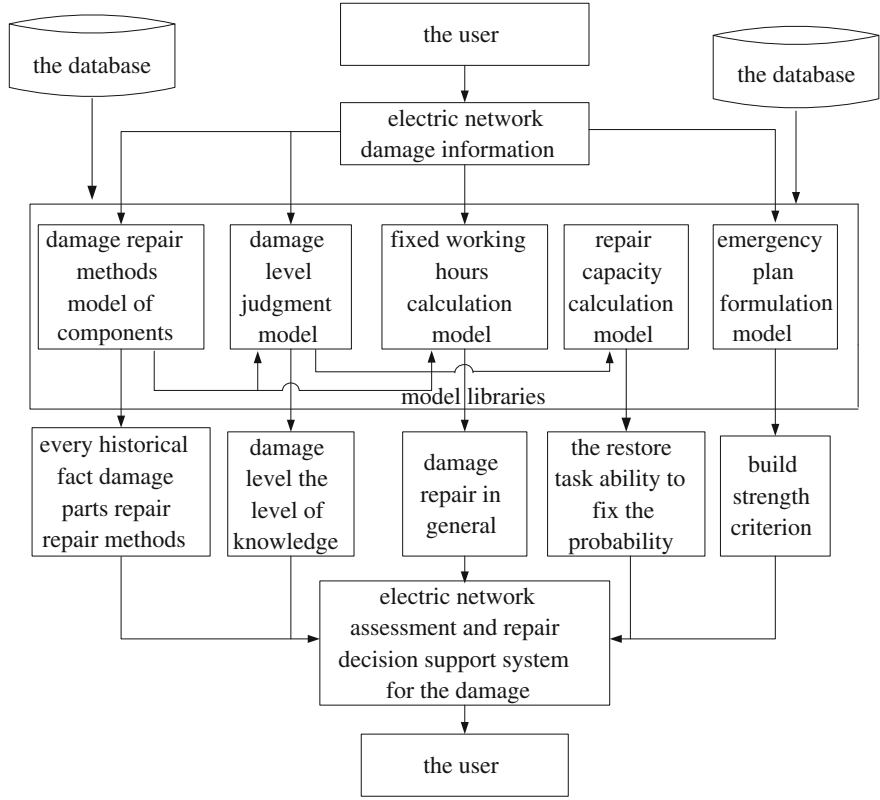 the database
the user
the database
electric network
damage information
damage repair
methods
model of
components
damage
level
judgment
model
fixed working
hours
calculation
model
repair
capacity
calculation
model
emergency
plan
formulation
model
model libraries
every historical
fact damage
parts repair
repair methods
damage
level the
level of
knowledge
damage
repair in
general
the restore
task ability to
fix the
probability
build
strength
criterion
electric network
assessment and repair
decision support system
for the damage
the user